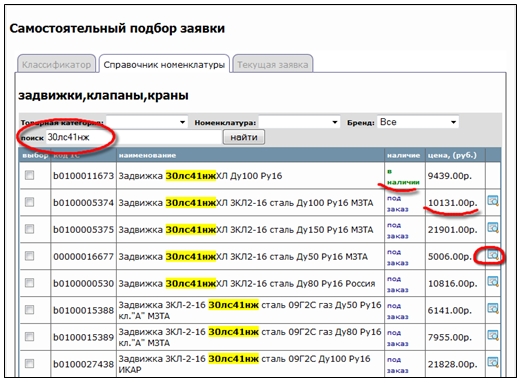 Самостоятельный подбор заявки
Классификатор Справочник номенклатуры Текущая заявка
задвижки,клапаны,краны
Товарная категория: Номенклатура: Бренд: Все
поиск 30лс41нж найти
выбор код 1С наименование наличие цена, (руб.)
b0100011673 Задвижка 30лс41нжХЛ Ду100 Ру16 в наличии 9439.00р.
b0100005374 Задвижка 30лс41нжХЛ ЗКЛ2-16 сталь Ду100 Ру16 МЗТА под заказ 10131.00р.
b0100005375 Задвижка 30лс41нжХЛ ЗКЛ2-16 сталь Ду150 Ру16 МЗТА под заказ 21901.00р.
00000016677 Задвижка 30лс41нжХЛ ЗКЛ2-16 сталь Ду50 Ру16 МЗТА под заказ 5006.00р.
b0100000530 Задвижка 30лс41нжХЛ ЗКЛ2-16 сталь Ду80 Ру16 Россия под заказ 10816.00р.
b0100015388 Задвижка ЗКЛ-2-16 30лс41нж сталь 09Г2С газ Ду50 Ру16 кл."А" МЗТА под заказ 6141.00р.
b0100015389 Задвижка ЗКЛ-2-16 30лс41нж сталь 09Г2С газ Ду80 Ру16 кл."А" МЗТА под заказ 7955.00р.
b0100027438 Задвижка ЗКЛ-2-16 30лс41нж сталь 09Г2С Ду100 Ру16 ИКАР под заказ 21828.00р.